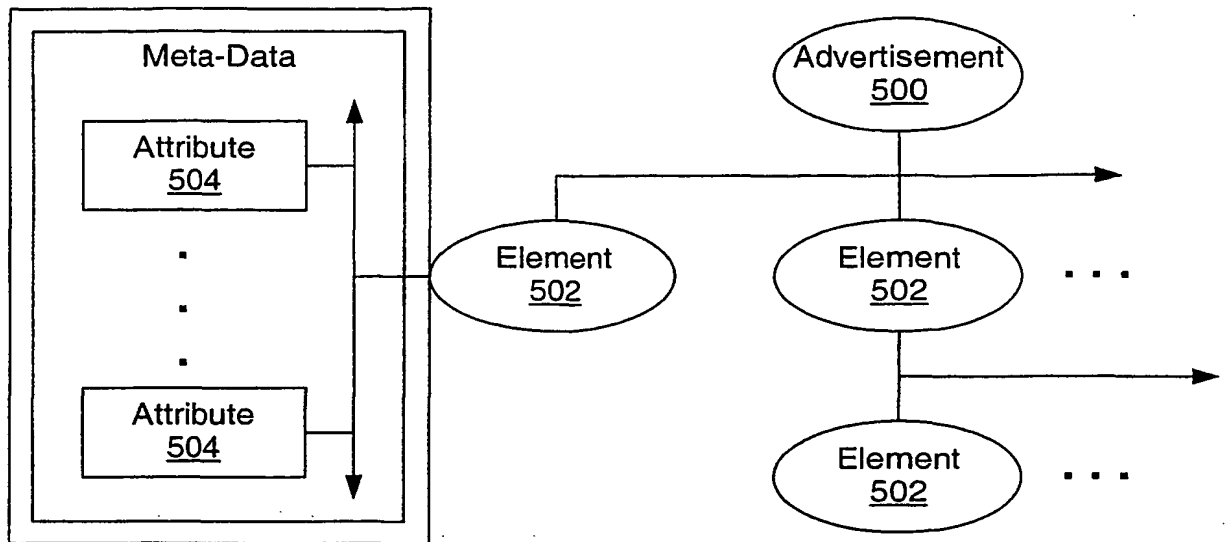 Meta-Data
Attribute
504
Attribute
504
Advertisement
500
Element
502
Element
502
Element
502